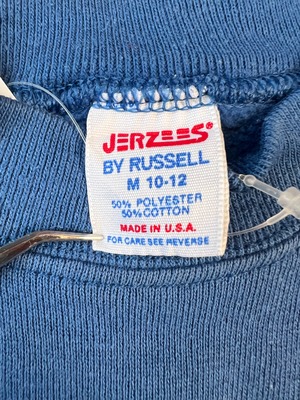 JERZEES®
BY RUSSELL
M 10-12
50% POLYESTER
50% COTTON
MADE IN U.S.A.
FOR CARE SEE REVERSE